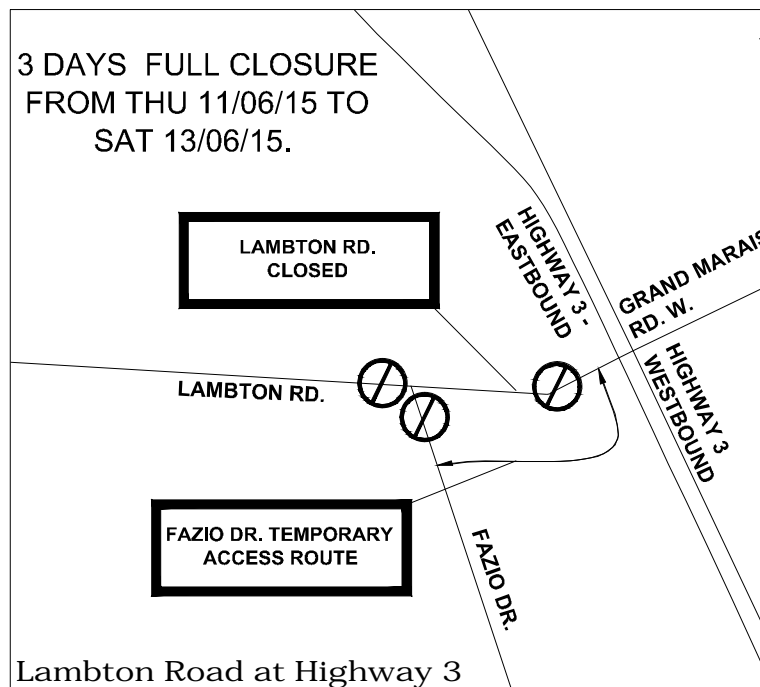 3 DAYS FULL CLOSURE
FROM THU 11/06/15 TO
SAT 13/06/15.
LAMBTON RD.
CLOSED
HIGHWAY 3 -
EASTBOUND
GRAND MARAIS
RD. W.
HIGHWAY 3
WESTBOUND
LAMBTON RD.
FAZIO DR. TEMPORARY
ACCESS ROUTE
FAZIO DR.
Lambton Road at Highway 3